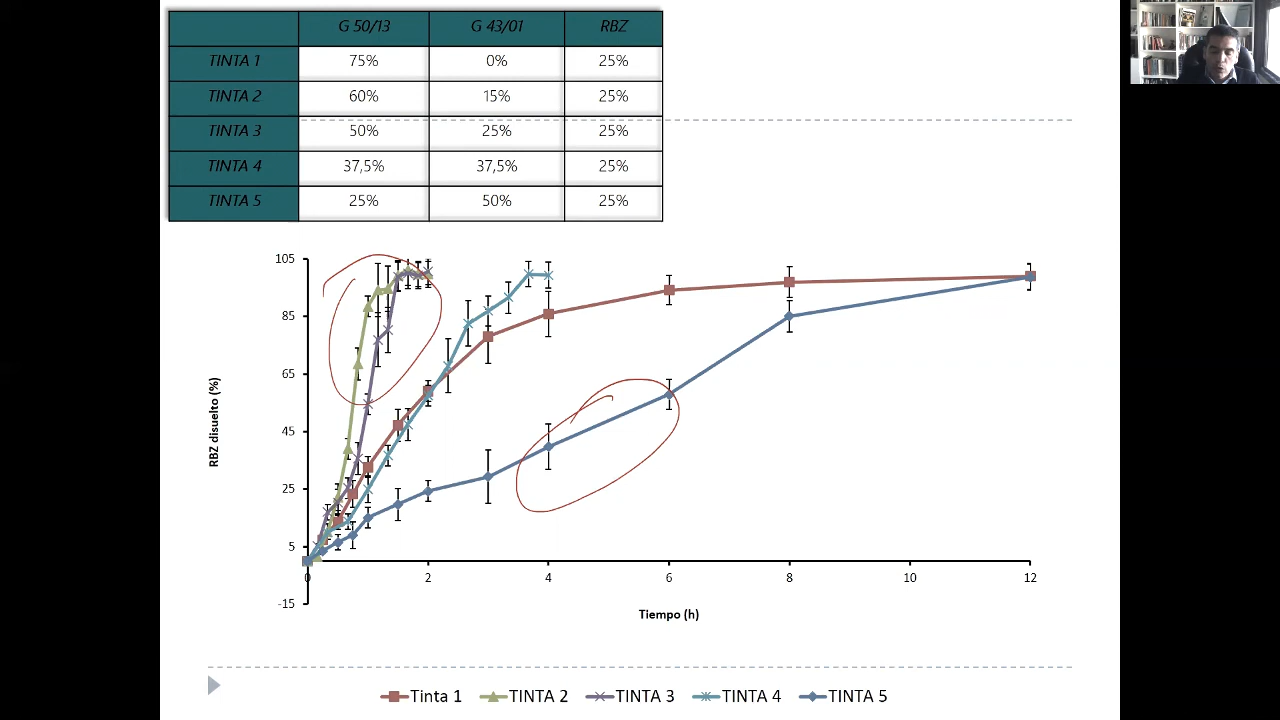 G 50/13 G 43/01 RBZ
TINTA 1 75% 0% 25%
TINTA 2 60% 15% 25%
TINTA 3 50% 25% 25%
TINTA 4 37,5% 37,5% 25%
TINTA 5 25% 50% 25%
105
85
65
45
25
5
-15
RBZ disuelto (%)
0 2 4 6 8 10 12
Tiempo (h)
Tinta 1 TINTA 2 TINTA 3 TINTA 4 TINTA 5